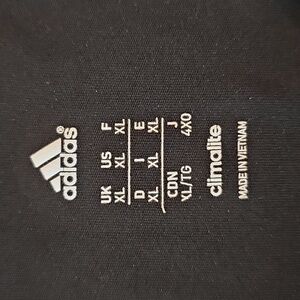 adidas®
UK US F
XL XL XL
D I E
XL XL XL
CDN J
XL/TG 4XO
climalite
MADE IN VIETNAM